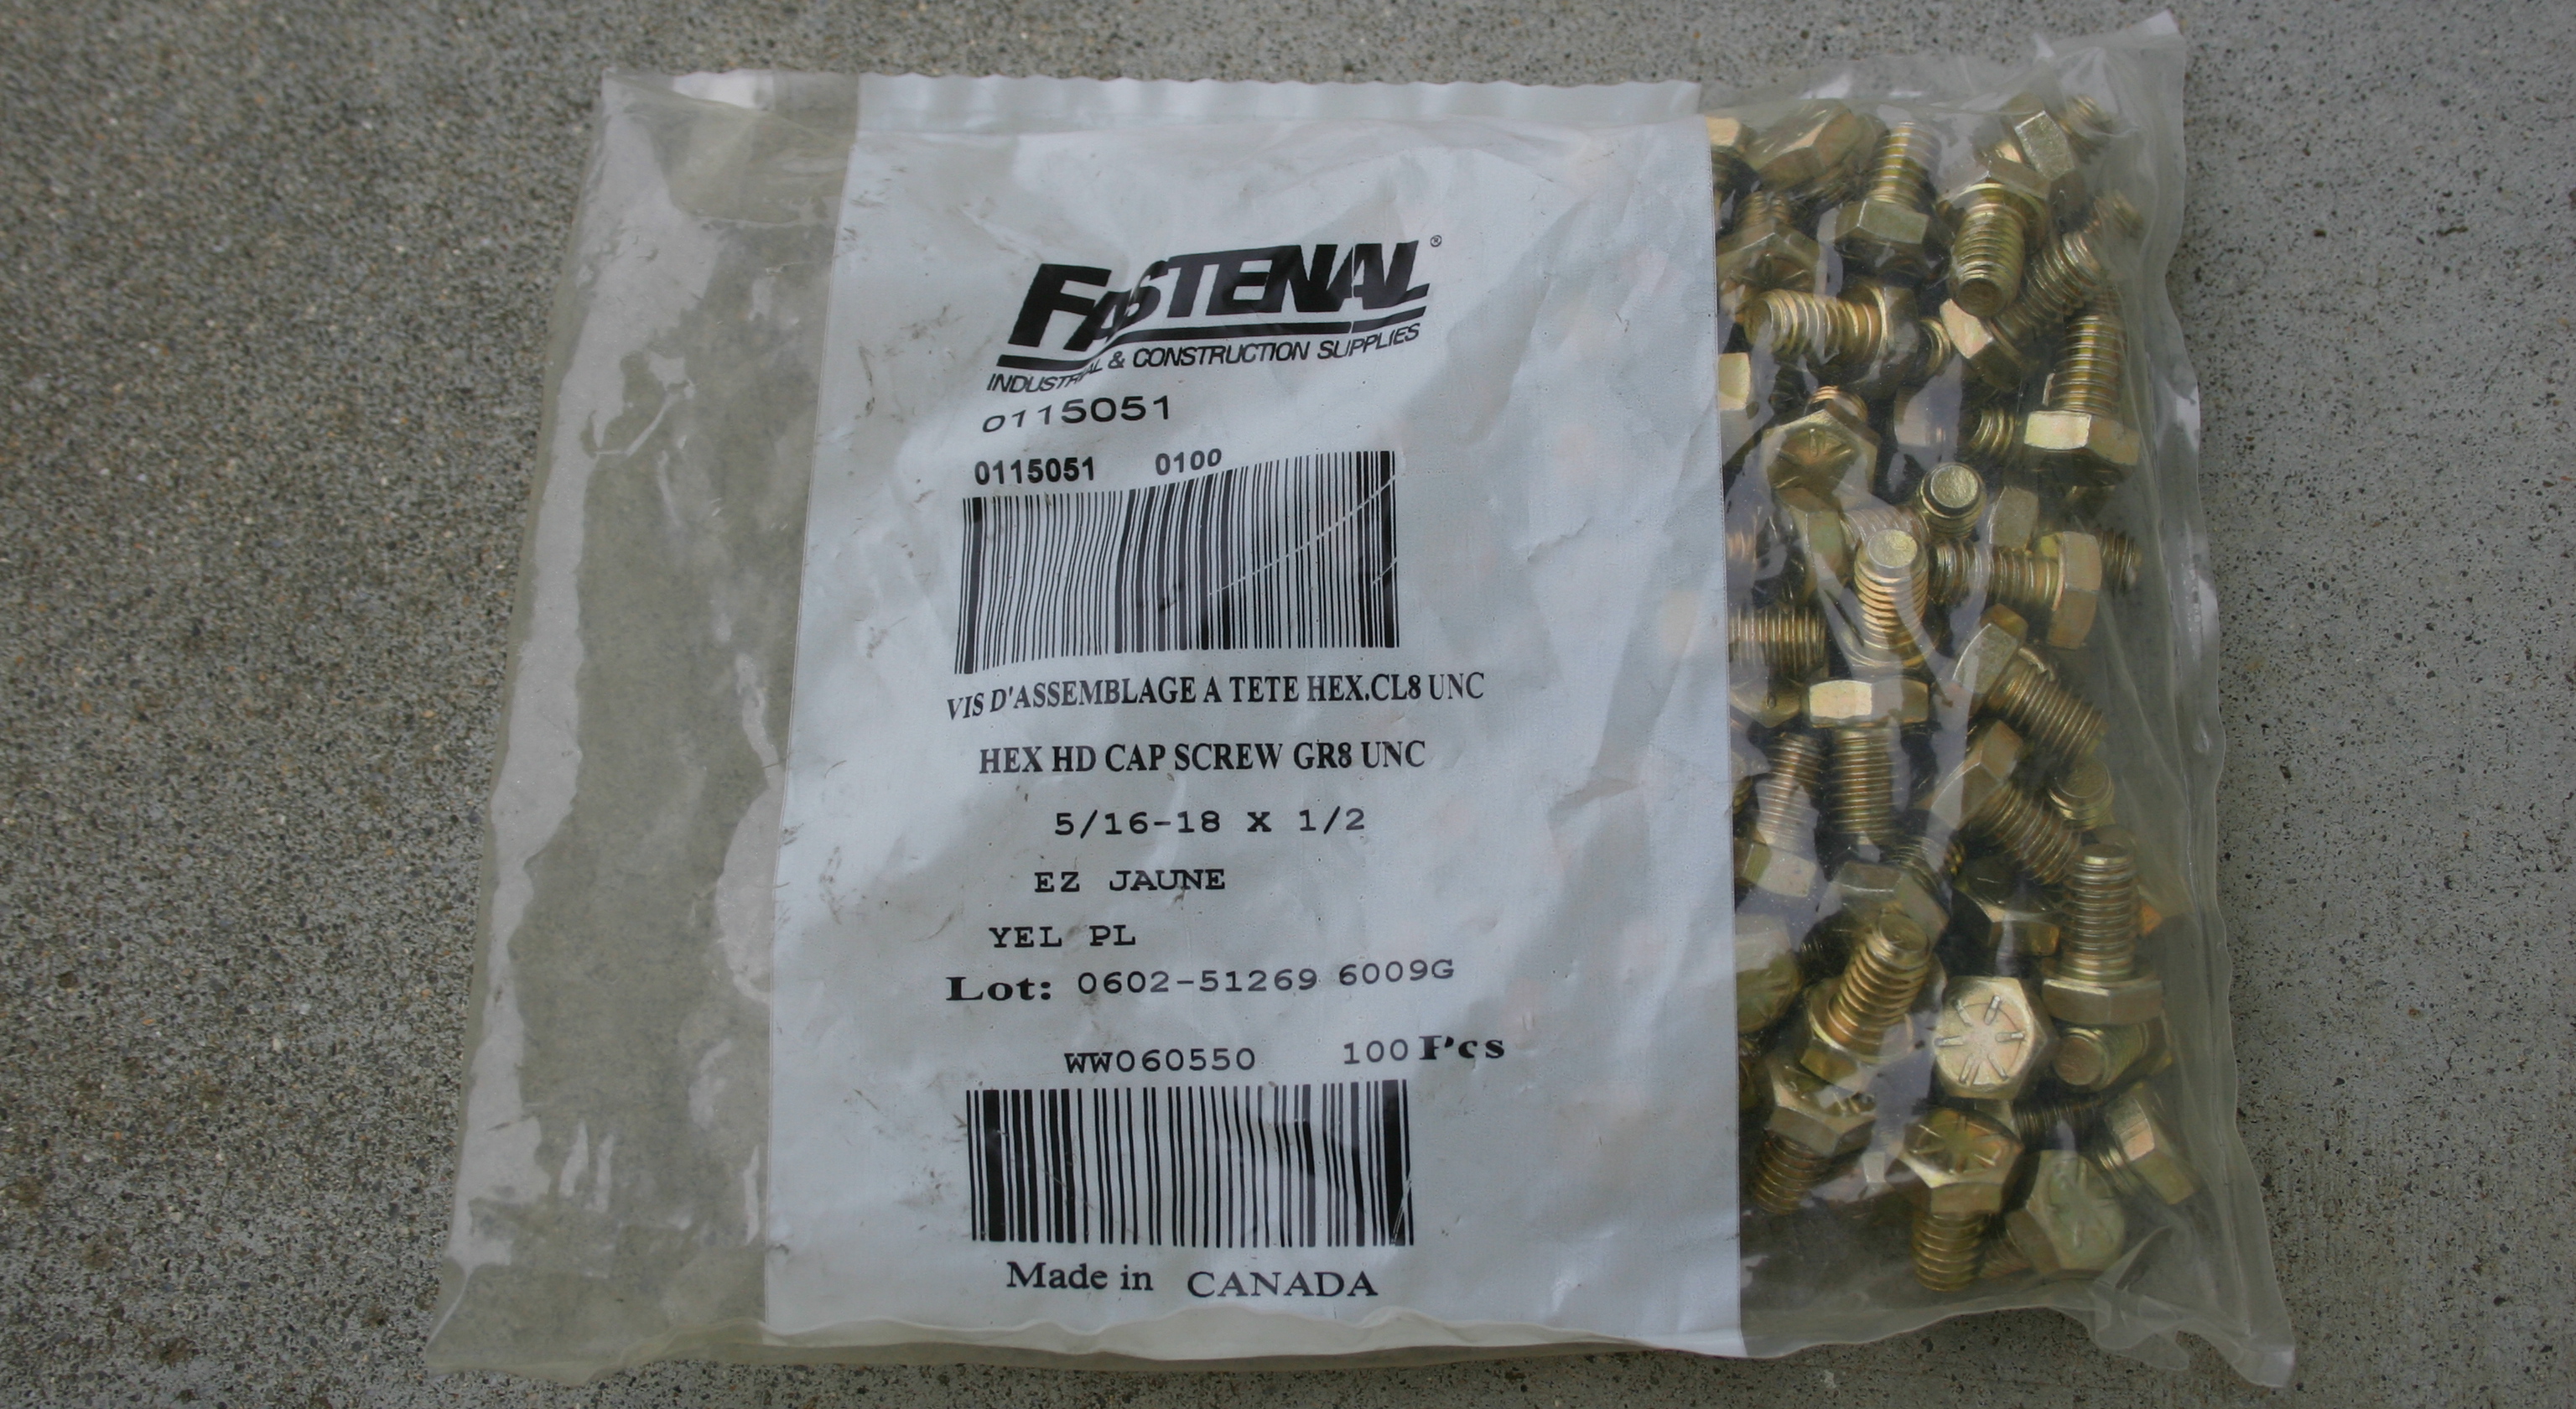 FASTENAL®
INDUSTRIAL & CONSTRUCTION SUPPLIES
0115051
0115051 0100
VIS D'ASSEMBLAGE A TETE HEX.CL8 UNC
HEX HD CAP SCREW GR8 UNC
5/16-18 X 1/2
EZ JAUNE
YEL PL
Lot: 0602-51269 6009G
WW060550 100 Pcs
Made in CANADA